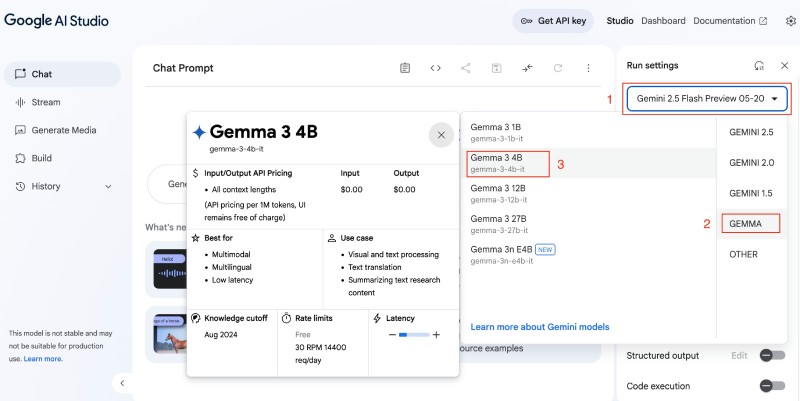 Google AI Studio
Get API key
Studio
Dashboard
Documentation
Chat
Stream
Generate Media
Build
History
This model is not stable and may
not be suitable for production
use. Learn more.
Chat Prompt
What's ne
Hello!
Gemma 3 4B
gemma-3-4b-it
Input/Output API Pricing
Input
Output
• All context lengths
$0.00
$0.00
(API pricing per 1M tokens, UI
remains free of charge)
Best for
• Multimodal
• Multilingual
• Low latency
Use case
• Visual and text processing
• Text translation
• Summarizing text research
content
Knowledge cutoff
Aug 2024
Rate limits
Free
30 RPM 14400
req/day
Latency
Gemma 3 1B
gemma-3-1b-it
Gemma 3 4B
gemma-3-4b-it
3
Gemma 3 12B
gemma-3-12b-it
Gemma 3 27B
gemma-3-27b-it
Gemma 3n E4B NEW
gemma-3n-e4b-it
Learn more about Gemini models
ource examples
Run settings
1
Gemini 2.5 Flash Preview 05-20
GEMINI 2.5
GEMINI 2.0
GEMINI 1.5
2
GEMMA
OTHER
Structured output
Edit
Code execution